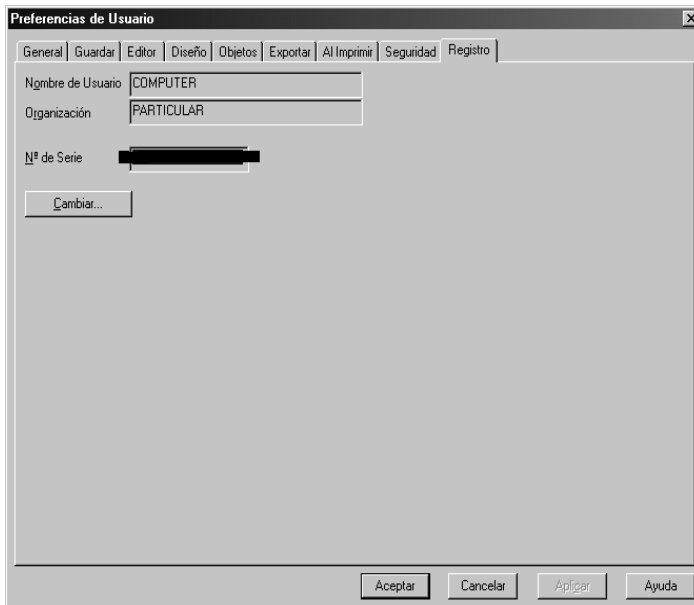 Preferencias de Usuario
General Guardar Editor Diseño Objetos Exportar Al Imprimir Seguridad Registro
Nombre de Usuario COMPUTER
Organización PARTICULAR
Nº de Serie
Cambiar...
Aceptar Cancelar Aplicar Ayuda